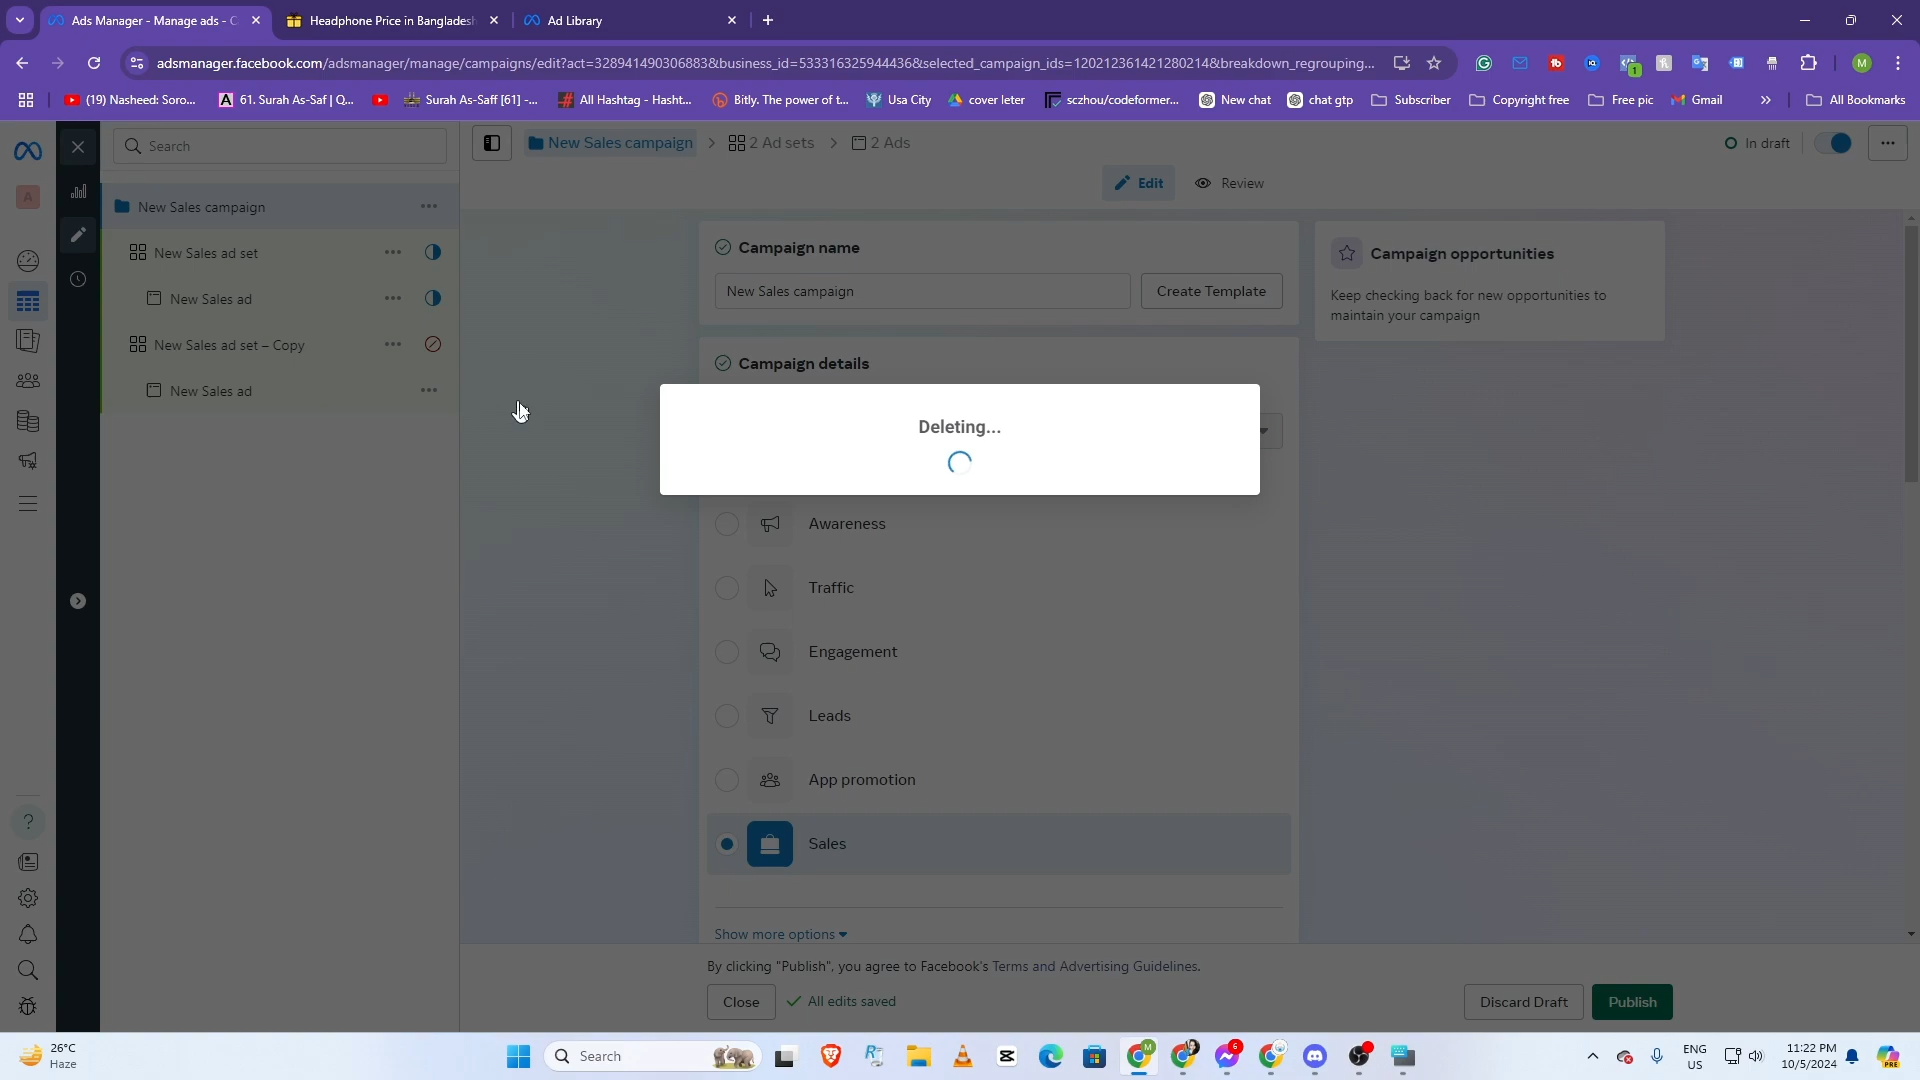 Ads Manager - Manage ads - C
Headphone Price in Bangladesh
Ad Library
adsmanager.facebook.com/adsmanager/manage/campaigns/edit?act=328941490306883&business_id=533316325944436&selected_campaign_ids=120212361421280214&breakdown_regrouping...
(19) Nasheed: Soro...
61. Surah As-Saf | Q...
Surah As-Saff [61] -...
All Hashtag - Hasht...
Bitly. The power of t...
Usa City
cover leter
sczhou/codeformer...
New chat
chat gtp
Subscriber
Copyright free
Free pic
Gmail
All Bookmarks
Search
New Sales campaign
2 Ad sets
2 Ads
In draft
Edit
Review
New Sales campaign
New Sales ad set
New Sales ad
New Sales ad set – Copy
New Sales ad
Campaign name
New Sales campaign
Create Template
Campaign opportunities
Keep checking back for new opportunities to
maintain your campaign
Campaign details
Deleting...
Awareness
Traffic
Engagement
Leads
App promotion
Sales
Show more options
By clicking "Publish", you agree to Facebook's Terms and Advertising Guidelines.
Close
All edits saved
Discard Draft
Publish
26°C
Haze
Search
ENG
US
11:22 PM
10/5/2024